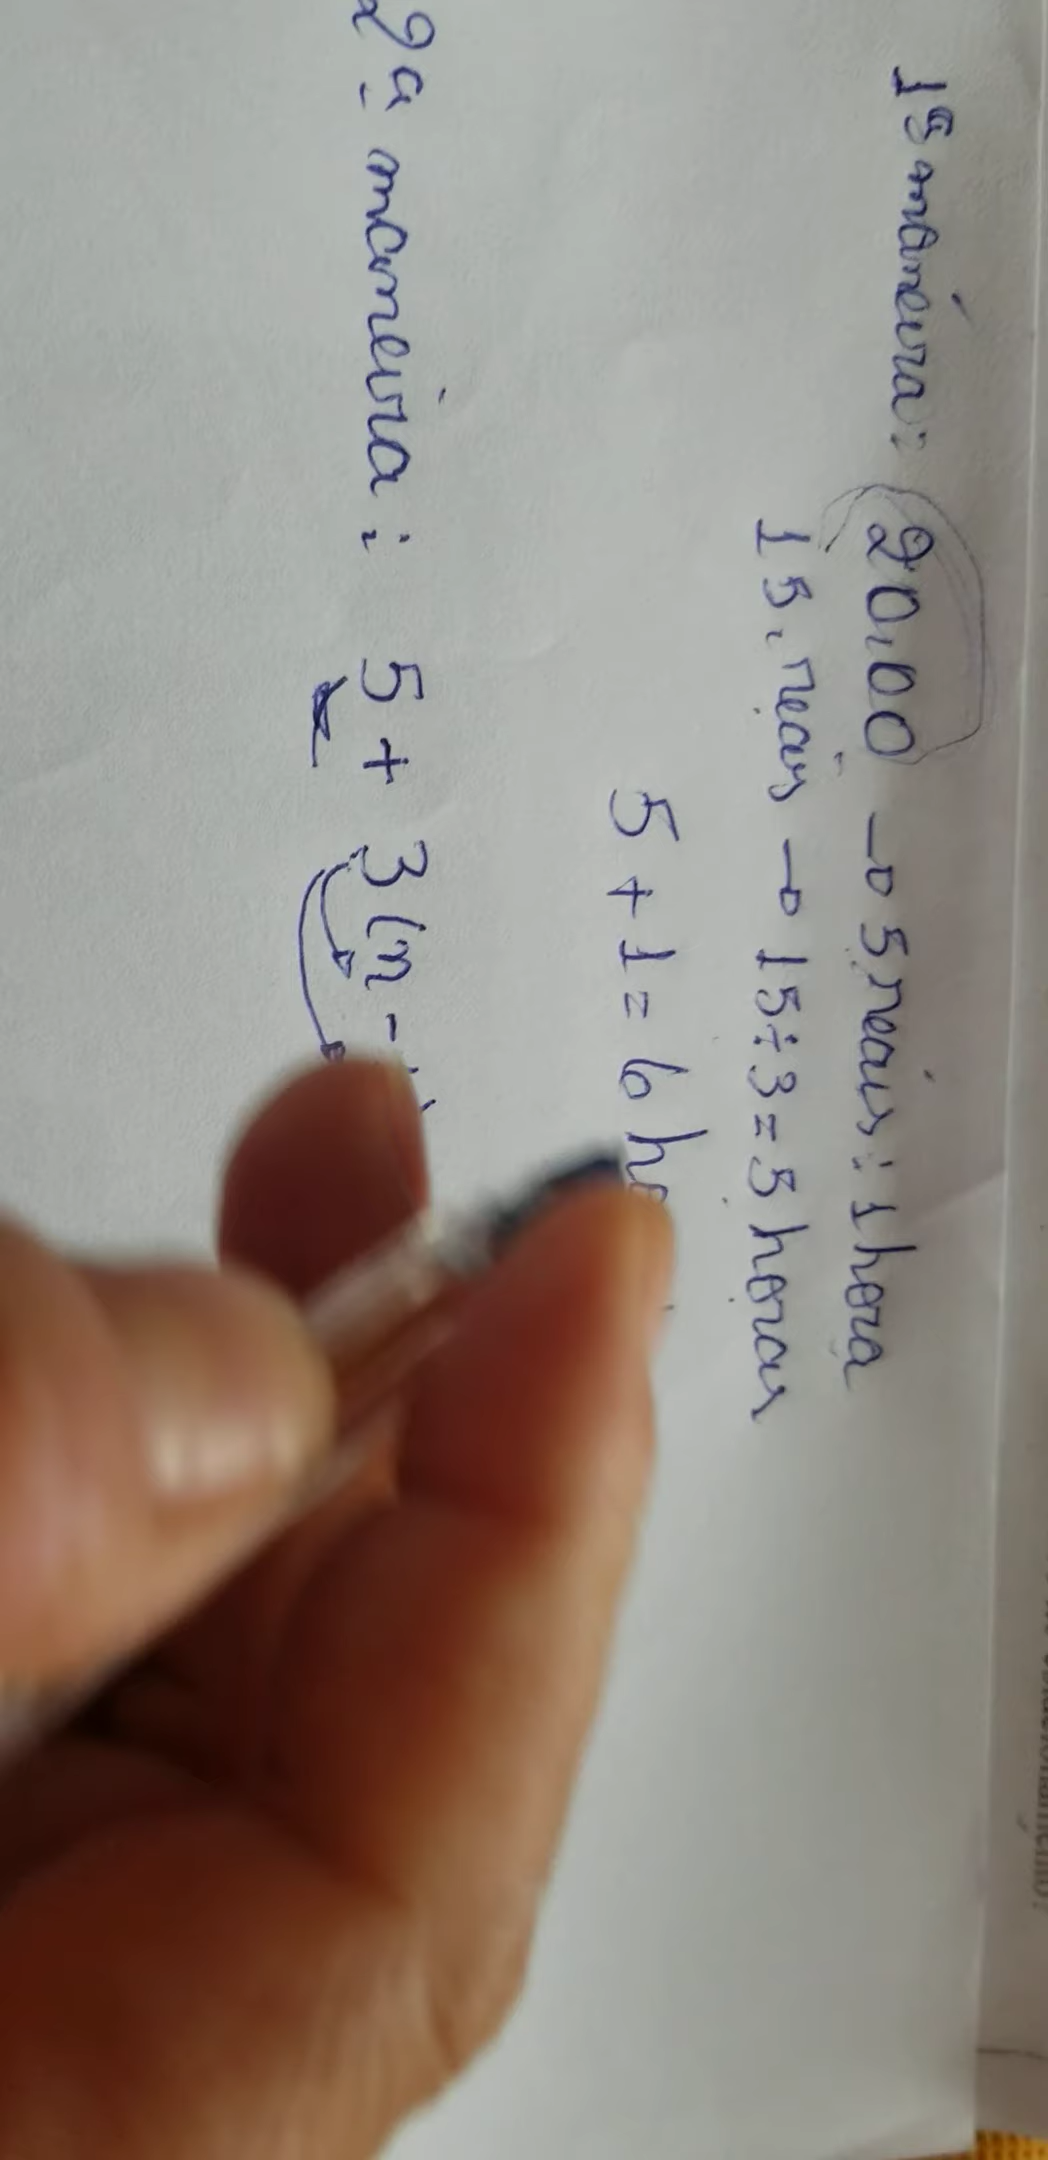 1ª maneira: 20,00 → 5 reais: 1 hora
15, reais → 15÷3=5 horas
5+1=6
2ª maneira: 5+ 3(n-